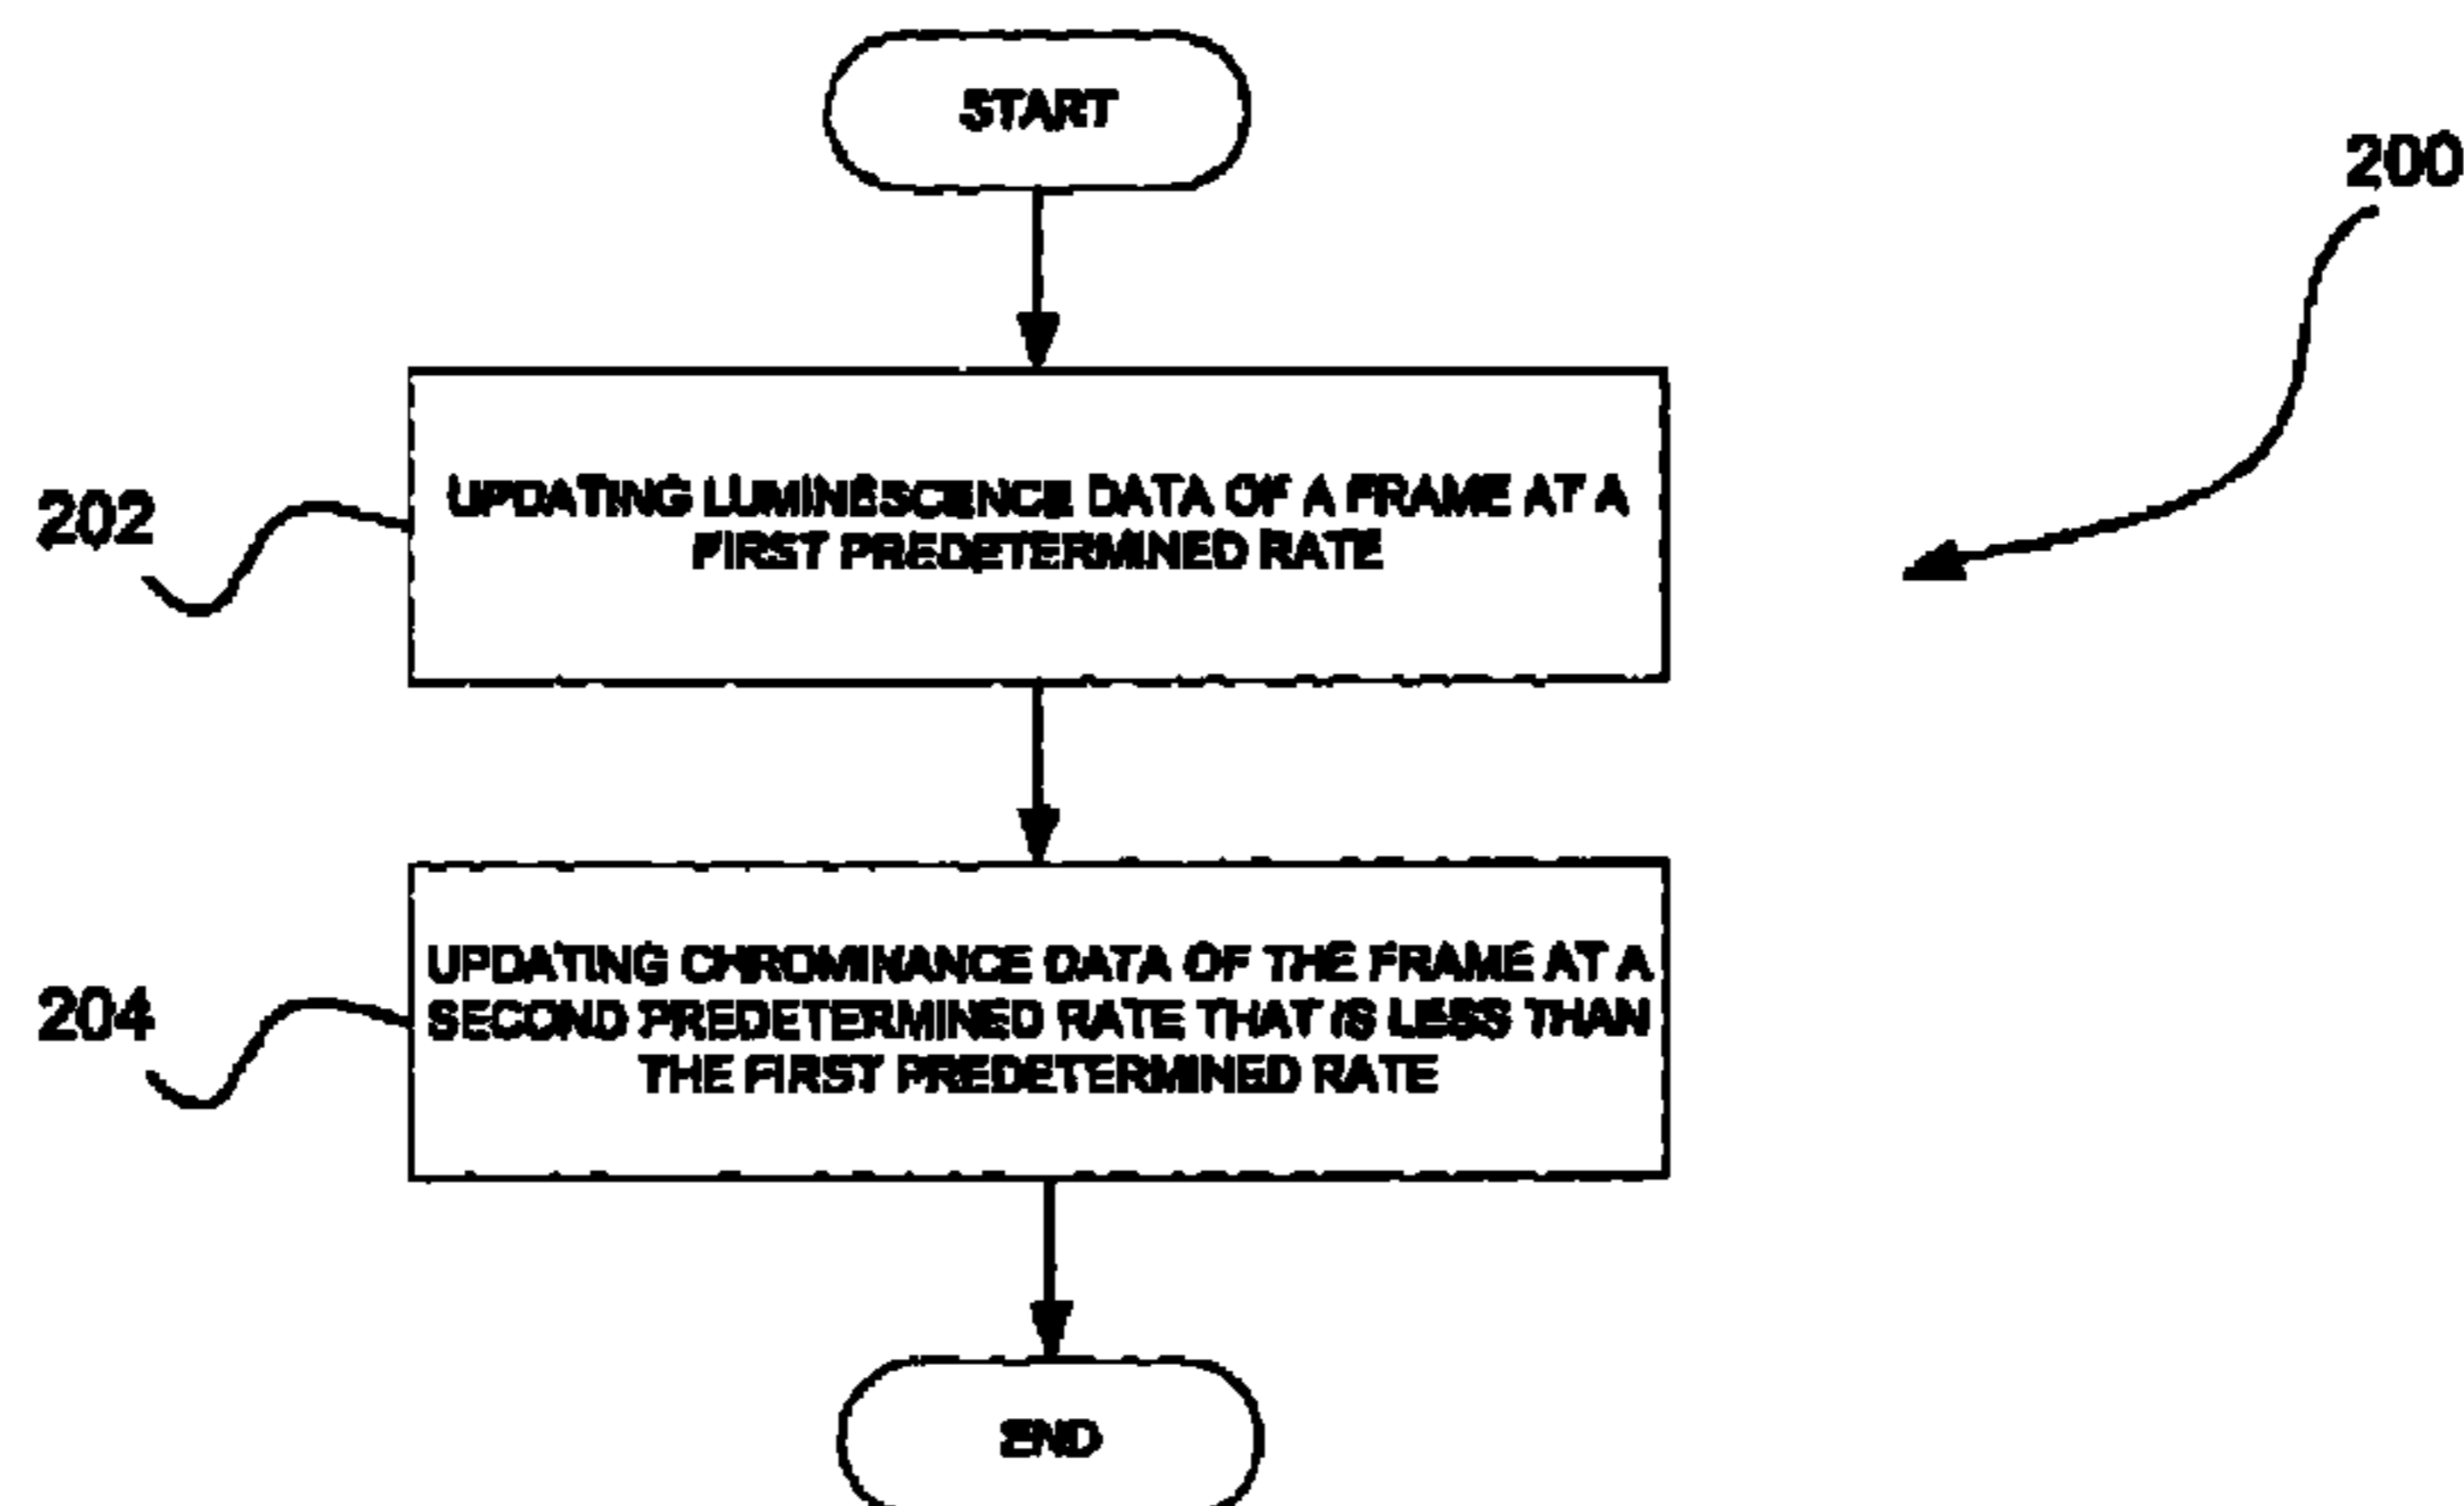 START
200
202
UPDATING LUMINESCENCE DATA OF A FRAME AT A
FIRST PREDETERMINED RATE
204
UPDATING CHROMINANCE DATA OF THE FRAME AT A
SECOND PREDETERMINED RATE THAT IS LESS THAN
THE FIRST PREDETERMINED RATE
END